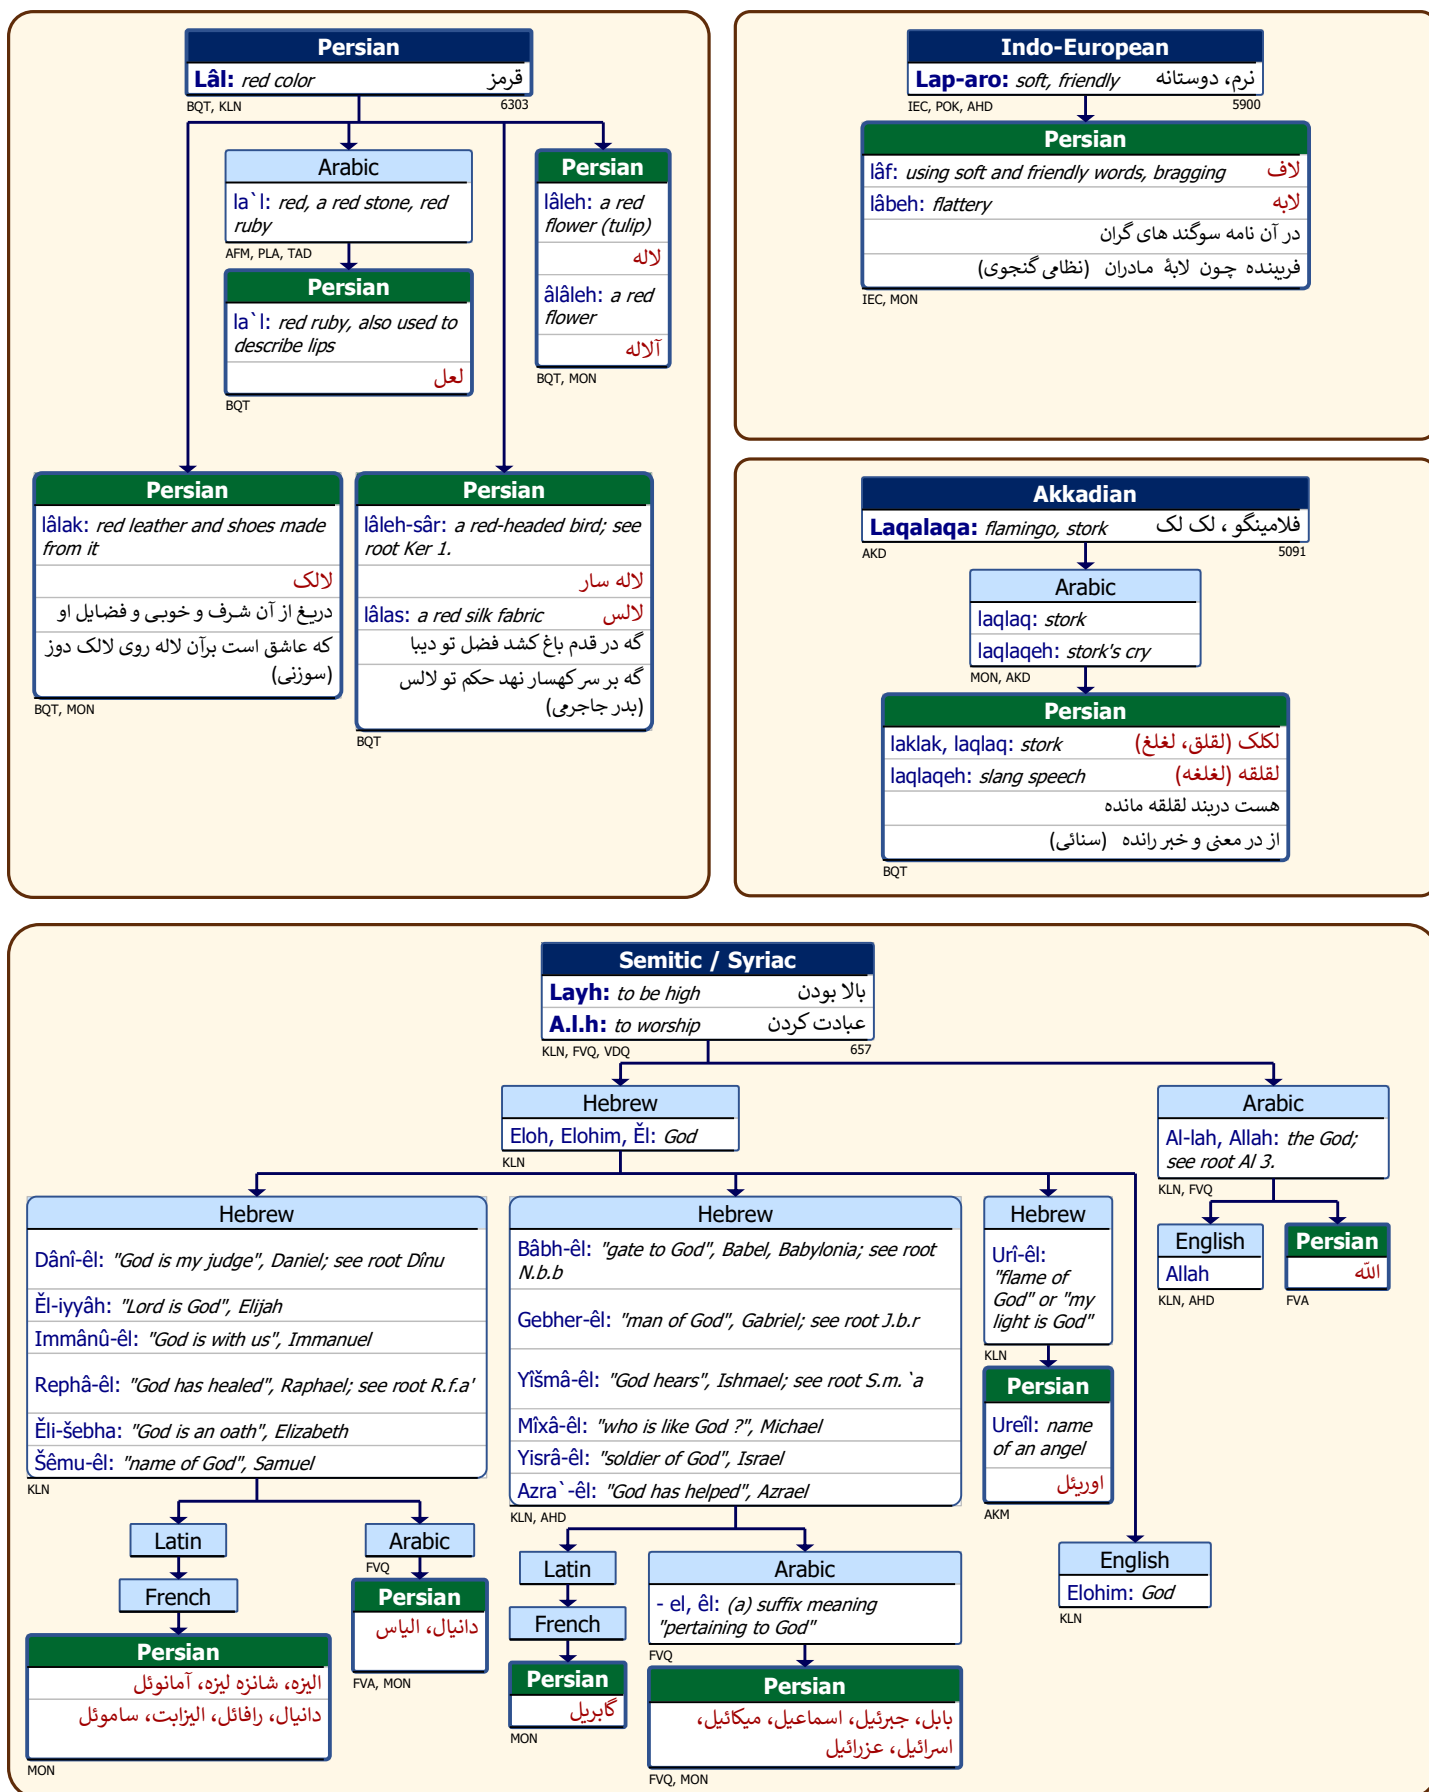 Persian
Lâl: red color قرمز
BQT, KLN 6303
Arabic
la`l: red, a red stone, red
ruby
AFM, PLA, TAD
Persian
la`l: red ruby, also used to
describe lips
لعل
BQT
Persian
lâleh: a red
flower (tulip)
لاله
âlâleh: a red
flower
آلاله
BQT, MON
Persian
lâlak: red leather and shoes made
from it
لالک
دریغ از آن شرف و خوبی و فضایل او
که عاشق است برآن لاله روی لالک دوز
(سوزنی)
BQT, MON
Persian
lâleh-sâr: a red-headed bird; see
root Ker 1.
لاله سار
lâlas: a red silk fabric لالس
گه در قدم باغ کشد فضل تو دیبا
گه بر سر کهسار نهد حکم تو لالس
(بدر جاجرمی)
BQT
Indo-European
Lap-aro: soft, friendly نرم، دوستانه
IEC, POK, AHD 5900
Persian
lâf: using soft and friendly words, bragging لاف
lâbeh: flattery لابه
در آن نامه سوگند های گران
فریبنده چون لابهٔ مادران (نظامی گنجوی)
IEC, MON
Akkadian
Laqalaqa: flamingo, stork فلامینگو ، لک لک
AKD 5091
Arabic
laqlaq: stork
laqlaqeh: stork's cry
MON, AKD
Persian
laklak, laqlaq: stork لکلک (لقلق، لغلغ)
laqlaqeh: slang speech لقلقه (لغلغه)
هست دربند لقلقه مانده
از در معنی و خبر رانده (سنائی)
BQT
Semitic / Syriac
Layh: to be high بالا بودن
A.l.h: to worship عبادت کردن
KLN, FVQ, VDQ 657
Hebrew
Eloh, Elohim, Ěl: God
KLN
Arabic
Al-lah, Allah: the God;
see root Al 3.
KLN, FVQ
English
Allah
KLN, AHD
Persian
الله
FVA
Hebrew
Dânî-êl: "God is my judge", Daniel; see root Dînu
Ěl-iyyâh: "Lord is God", Elijah
Immânû-êl: "God is with us", Immanuel
Rephâ-êl: "God has healed", Raphael; see root R.f.a'
Ěli-šebha: "God is an oath", Elizabeth
Šêmu-êl: "name of God", Samuel
KLN
Latin
French
Persian
الیزه، شانزه لیزه، آمانوئل
دانیال، رافائل، الیزابت، ساموئل
MON
Arabic
FVQ
Persian
دانیال، الیاس
FVA, MON
Hebrew
Bâbh-êl: "gate to God", Babel, Babylonia; see root
N.b.b
Gebher-êl: "man of God", Gabriel; see root J.b.r
Yîšmâ-êl: "God hears", Ishmael; see root S.m.`a
Mîxâ-êl: "who is like God ?", Michael
Yisrâ-êl: "soldier of God", Israel
Azra`-êl: "God has helped", Azrael
KLN, AHD
Latin
French
Persian
گابریل
MON
Arabic
- el, êl: (a) suffix meaning
"pertaining to God"
FVQ
Persian
بابل، جبرئیل، اسماعیل، میکائیل،
اسرائیل، عزرائیل
FVQ, MON
Hebrew
Urî-êl:
"flame of
God" or "my
light is God"
KLN
Persian
Ureîl: name
of an angel
اورئیل
AKM
English
Elohim: God
KLN